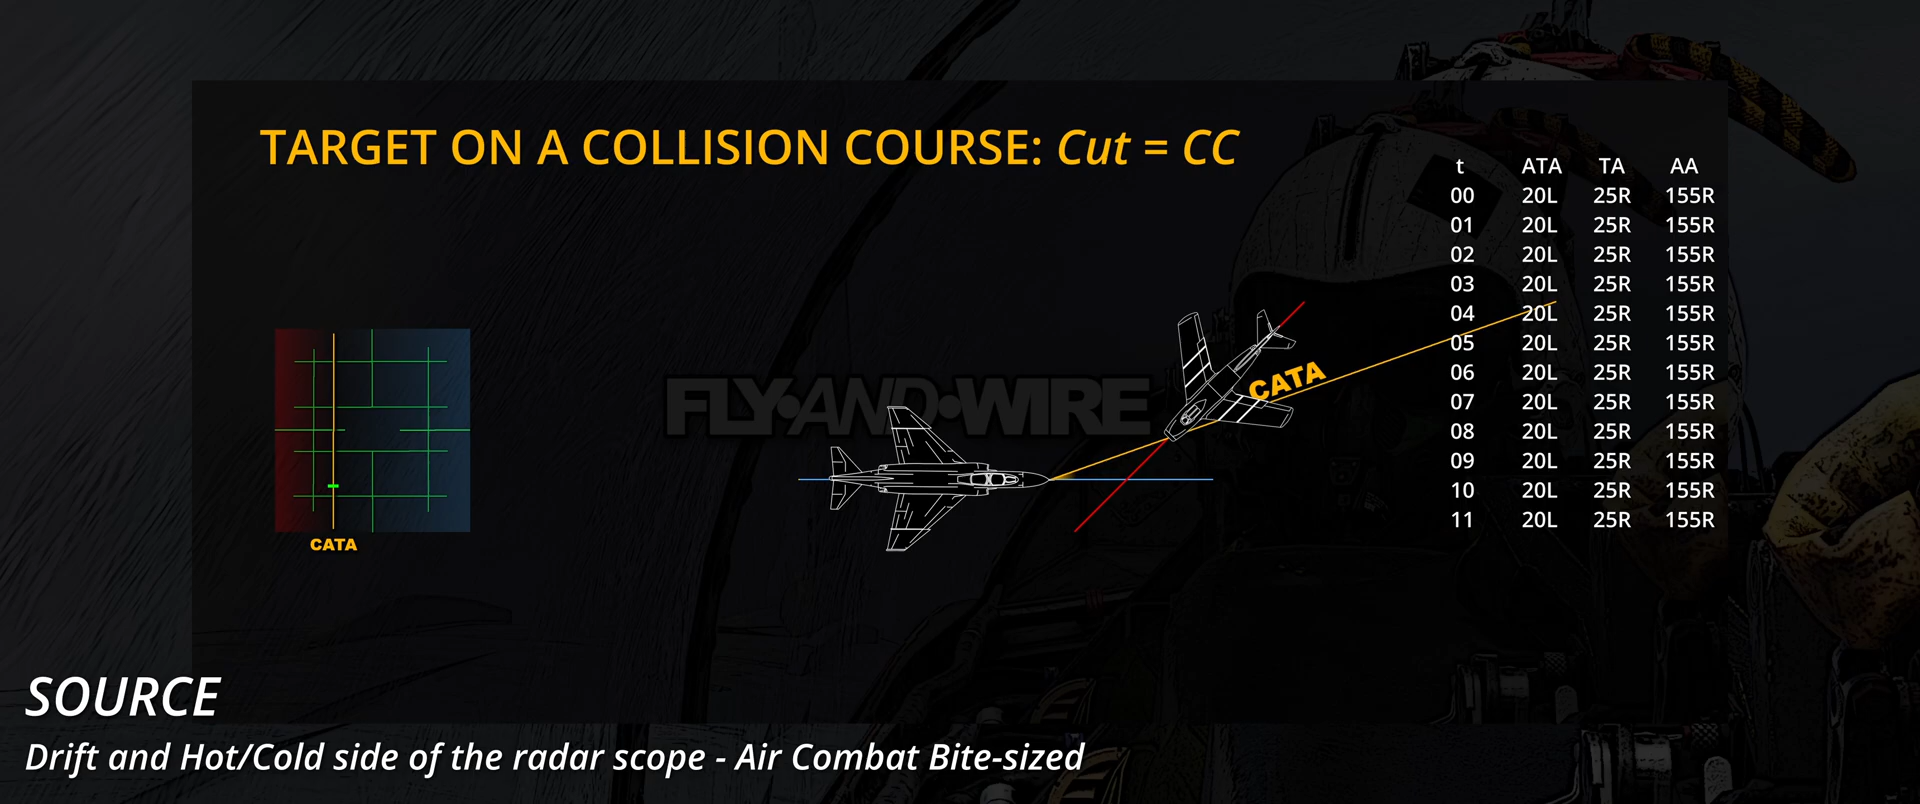 TARGET ON A COLLISION COURSE: Cut = CC
t ATA TA AA
00 20L 25R 155R
01 20L 25R 155R
02 20L 25R 155R
03 20L 25R 155R
04 20L 25R 155R
05 20L 25R 155R
06 20L 25R 155R
07 20L 25R 155R
08 20L 25R 155R
09 20L 25R 155R
10 20L 25R 155R
11 20L 25R 155R
CATA
FLY•AND•WIRE
CATA
SOURCE
Drift and Hot/Cold side of the radar scope - Air Combat Bite-sized